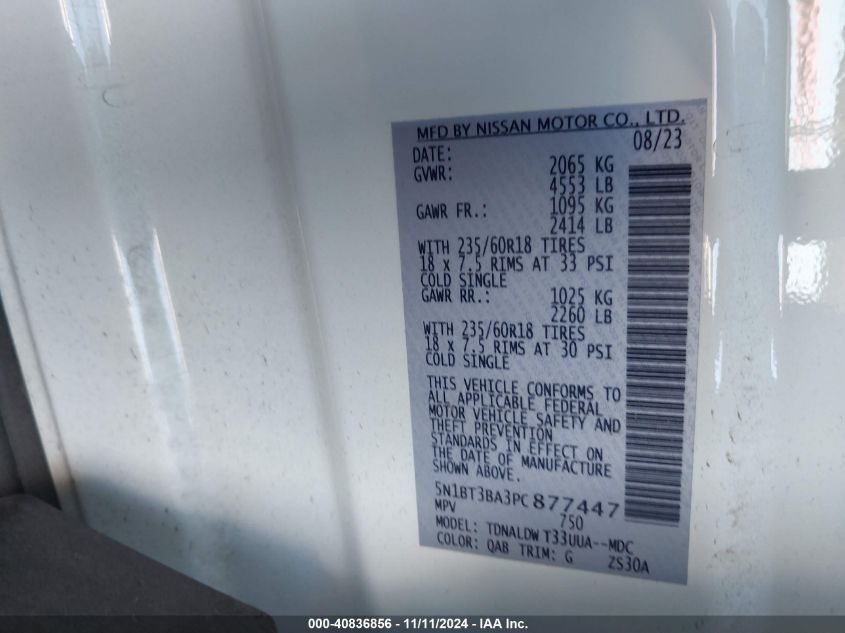 MFD BY NISSAN MOTOR CO., LTD.
DATE: 08/23
GVWR: 2065 KG
4553 LB
GAWR FR.: 1095 KG
2414 LB
WITH 235/60R18 TIRES
18 x 7.5 RIMS AT 33 PSI
COLD SINGLE
GAWR RR.: 1025 KG
2260 LB
WITH 235/60R18 TIRES
18 x 7.5 RIMS AT 30 PSI
COLD SINGLE
THIS VEHICLE CONFORMS TO
ALL APPLICABLE FEDERAL
MOTOR VEHICLE SAFETY AND
THEFT PREVENTION
STANDARDS IN EFFECT ON
THE DATE OF MANUFACTURE
SHOWN ABOVE.
5N1BT3BA3PC877447
MPV 750
MODEL: TDNALDW T33UUA--MDC
COLOR: QAB TRIM: G ZS30A
000-40836856 - 11/11/2024 - IAA Inc.